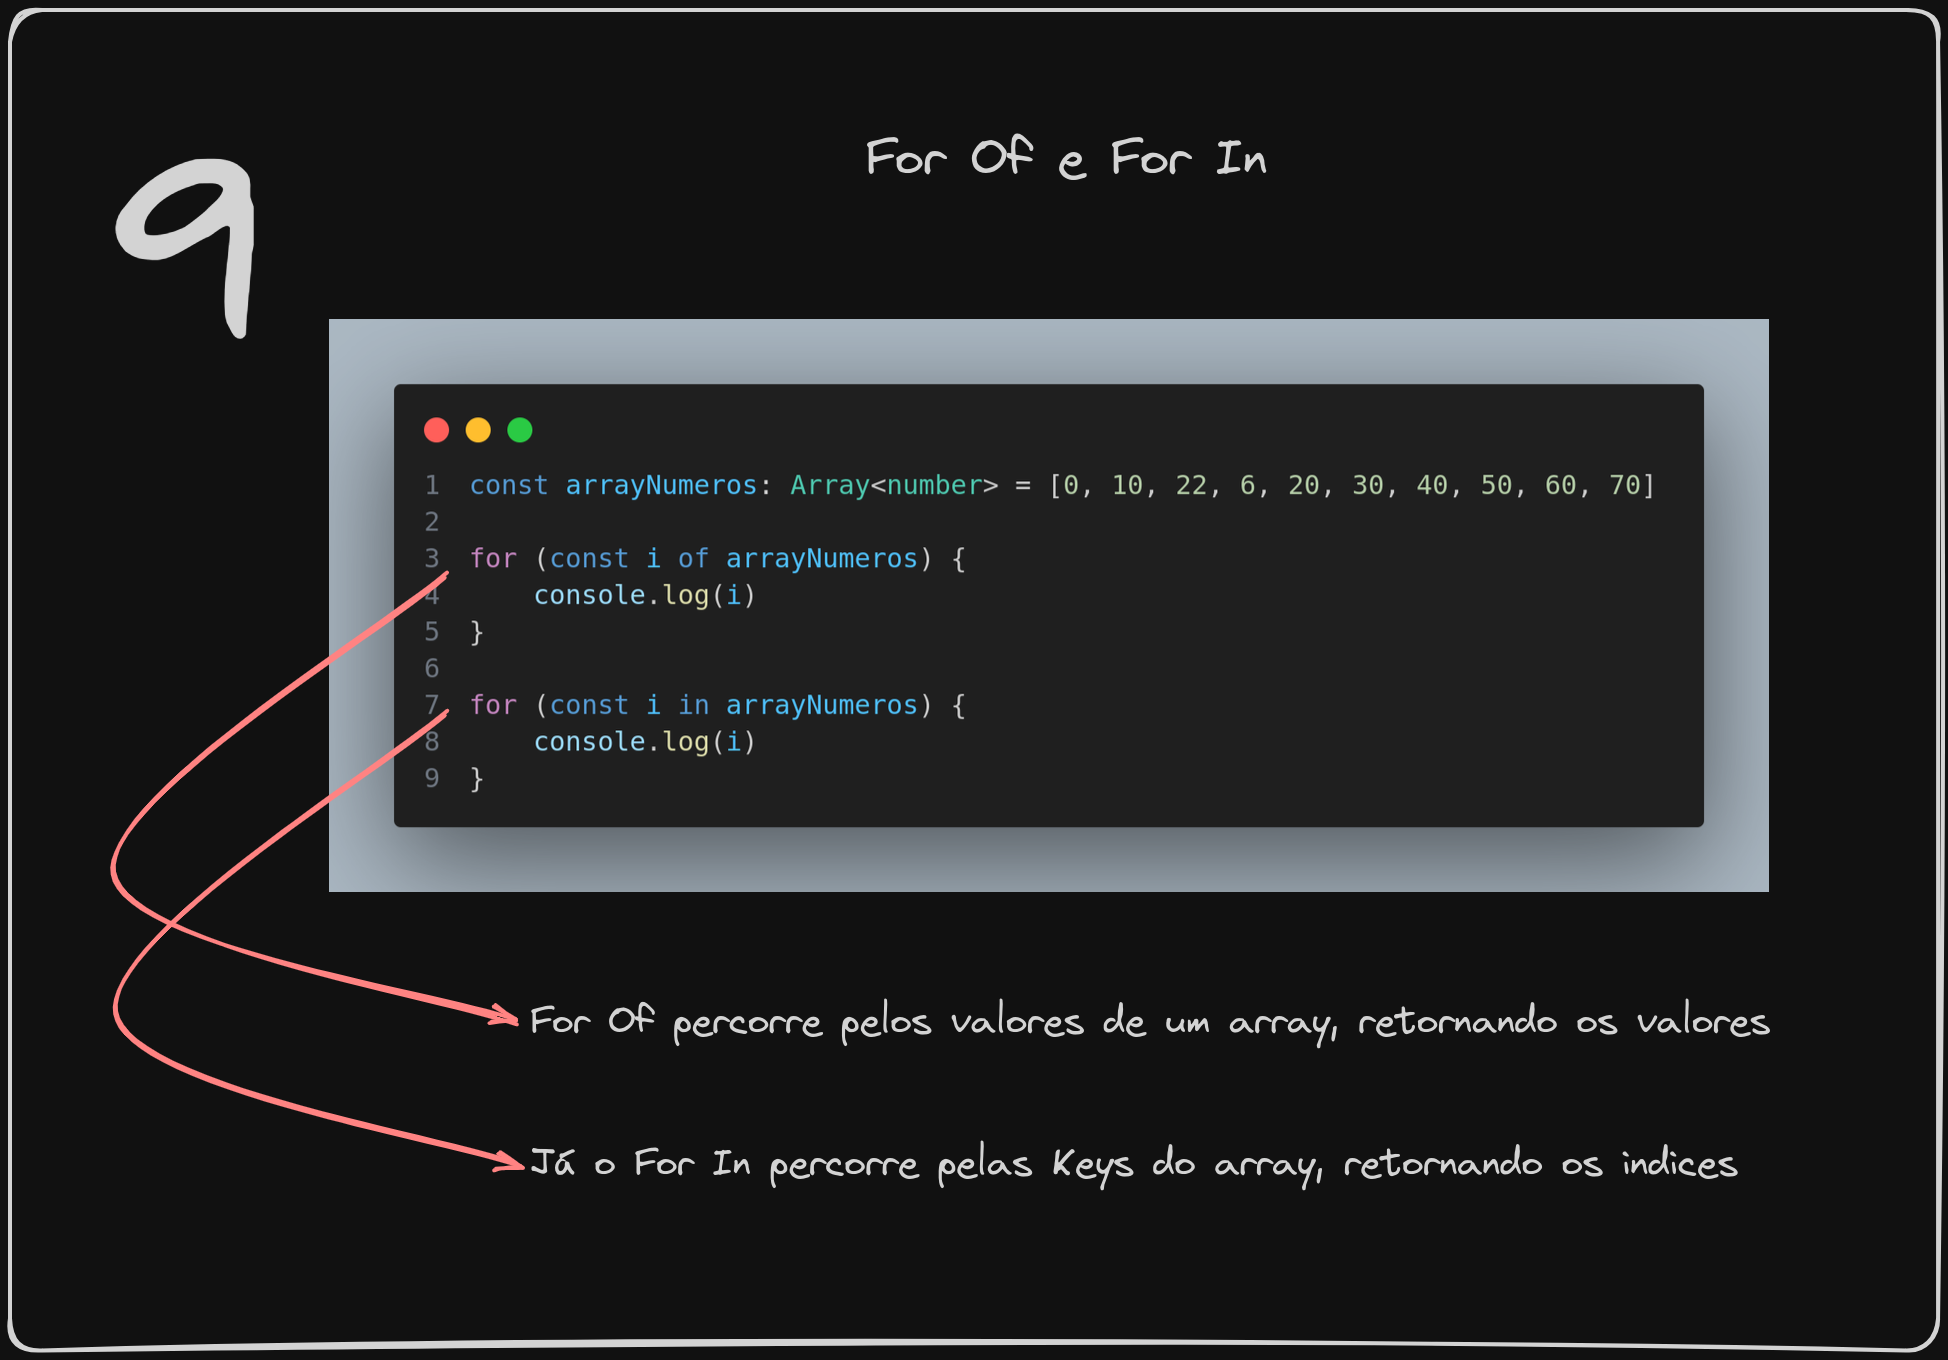 9
For Of e For In
1 const arrayNumeros: Array<number> = [0, 10, 22, 6, 20, 30, 40, 50, 60, 70]
2
3 for (const i of arrayNumeros) {
4     console.log(i)
5 }
6
7 for (const i in arrayNumeros) {
8     console.log(i)
9 }
For Of percorre pelos valores de um array, retornando os valores
Já o For In percorre pelas Keys do array, retornando os indices